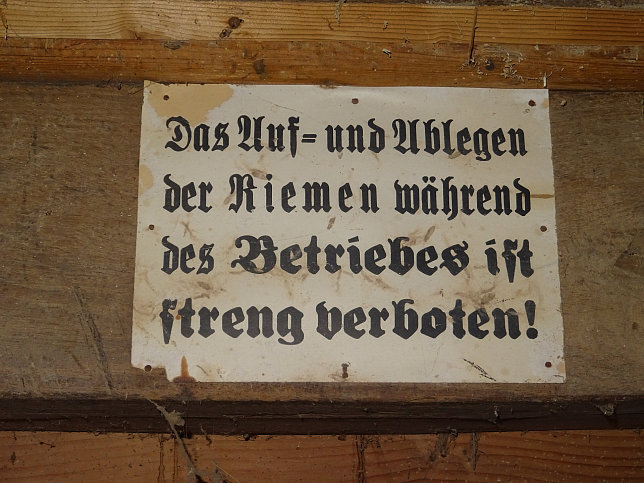 Das Auf= und Ablegen
der Riemen während
des Betriebes ist
streng verboten!